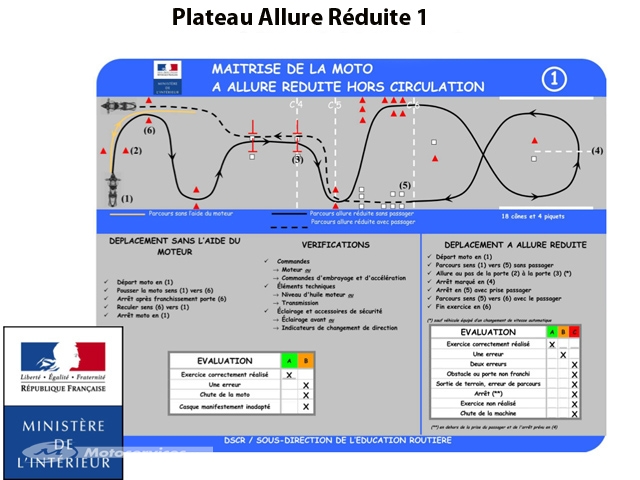 Plateau Allure Réduite 1
MINISTÈRE
DE
L'INTÉRIEUR
MAITRISE DE LA MOTO
A ALLURE REDUITE HORS CIRCULATION
1
C 4
C 5
C 6
(6)
(2)
(3)
(4)
(5)
(1)
Parcours sans l'aide du moteur
Parcours allure réduite sans passager
Parcours allure réduite avec passager
18 cônes et 4 piquets
DEPLACEMENT SANS L'AIDE DU
MOTEUR
✓ Départ moto en (1)
✓ Pousser la moto sens (1) vers (6)
✓ Arrêt après franchissement porte (6)
✓ Reculer sens (6) vers (1)
✓ Arrêt moto en (1)
VERIFICATIONS
✓ Commandes
→ Moteur ou
→ Commandes d'embrayage et d'accélération
✓ Éléments techniques
→ Niveau d'huile moteur ou
→ Transmission
✓ Éclairage et accessoires de sécurité
→ Éclairage avant ou
→ Indicateurs de changement de direction
DEPLACEMENT A ALLURE REDUITE
✓ Départ moto en (1)
✓ Parcours sens (1) vers (5) sans passager
✓ Allure au pas de la porte (2) à la porte (3) (*)
✓ Arrêt marqué en (4)
✓ Arrêt en (5) avec prise passager
✓ Parcours sens (5) vers (6) avec le passager
✓ Fin exercice en (6)
(*) sauf véhicule équipé d'un changement de vitesse automatique
EVALUATION A B
Exercice correctement réalisé X
Une erreur X
Chute de la moto X
Casque manifestement inadapté X
EVALUATION A B C
Exercice correctement réalisé X
Une erreur X
Deux erreurs X
Obstacle ou porte non franchi X
Sortie de terrain, erreur de parcours X
Arrêt (**) X
Exercice non réalisé X
Chute de la machine X
(**) en dehors de la prise de passager et de l'arrêt prévu en (4)
DSCR / SOUS-DIRECTION DE L'EDUCATION ROUTIERE
Liberté • Égalité • Fraternité
RÉPUBLIQUE FRANÇAISE
MINISTÈRE
DE
L'INTÉRIEUR
Motoservices